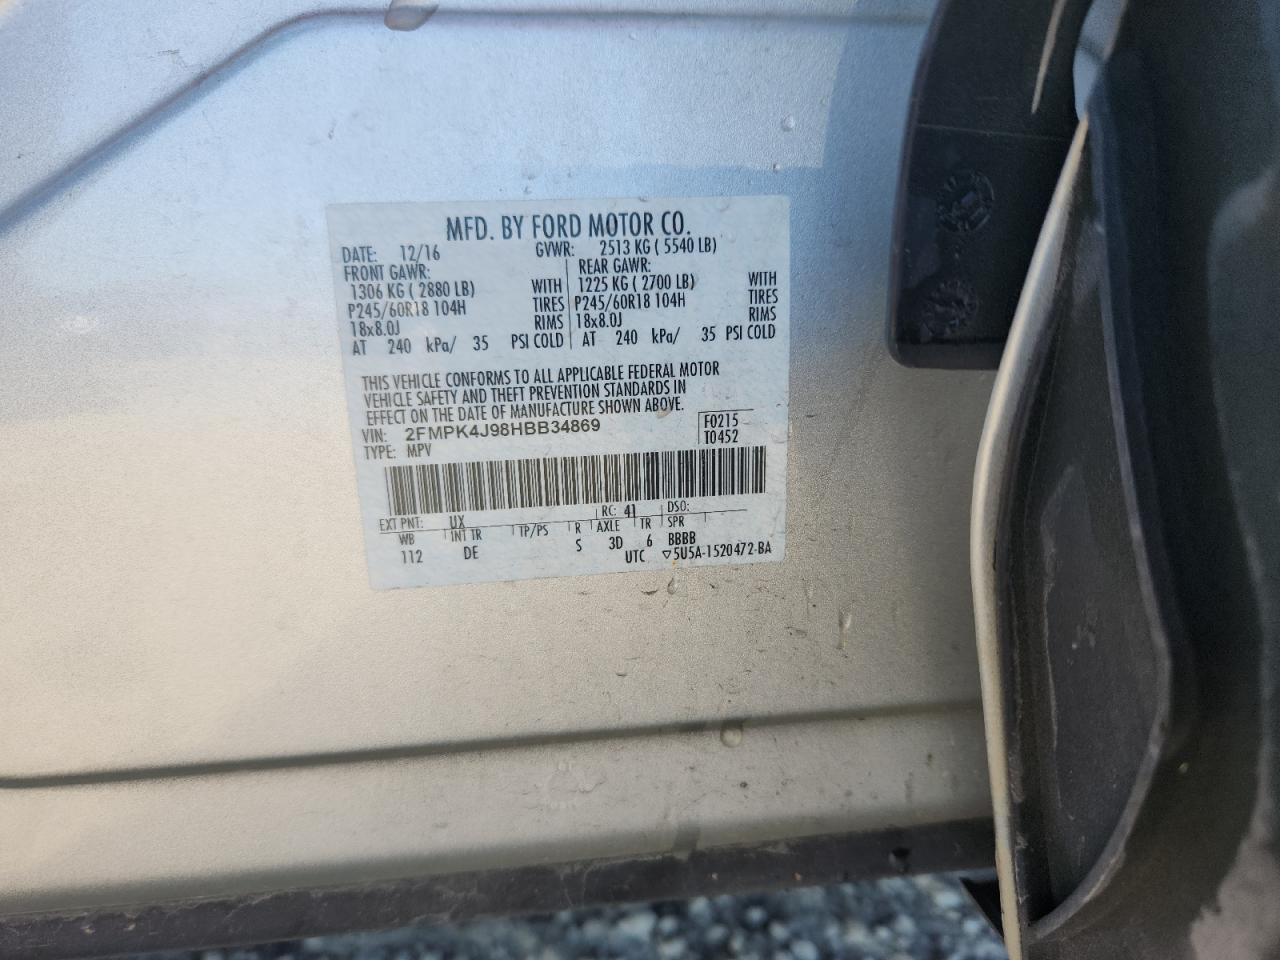 MFD. BY FORD MOTOR CO.
DATE: 12/16 GVWR: 2513 KG ( 5540 LB)
FRONT GAWR: REAR GAWR:
1306 KG ( 2880 LB) WITH 1225 KG ( 2700 LB) WITH
P245/60R18 104H TIRES P245/60R18 104H TIRES
18x8.0J RIMS 18x8.0J RIMS
AT 240 kPa/ 35 PSI COLD AT 240 kPa/ 35 PSI COLD
THIS VEHICLE CONFORMS TO ALL APPLICABLE FEDERAL MOTOR
VEHICLE SAFETY AND THEFT PREVENTION STANDARDS IN
EFFECT ON THE DATE OF MANUFACTURE SHOWN ABOVE.
VIN: 2FMPK4J98HBB34869 F0215
TYPE: MPV T0452
EXT PNT: UX RC: 41 DSO:
WB INT TR TP/PS R AXLE TR SPR
112 DE S 3D 6 BBBB
UTC ▽5U5A-1520472-BA